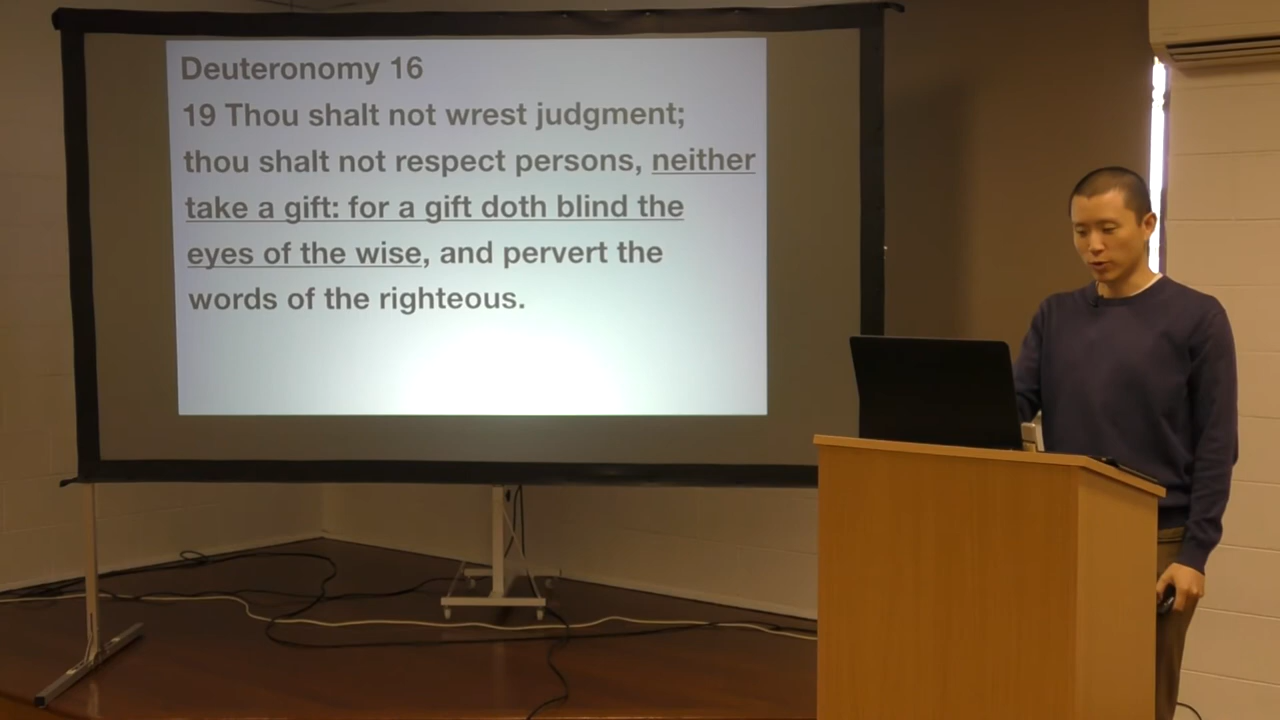 Deuteronomy 16
19 Thou shalt not wrest judgment;
thou shalt not respect persons, neither
take a gift: for a gift doth blind the
eyes of the wise, and pervert the
words of the righteous.